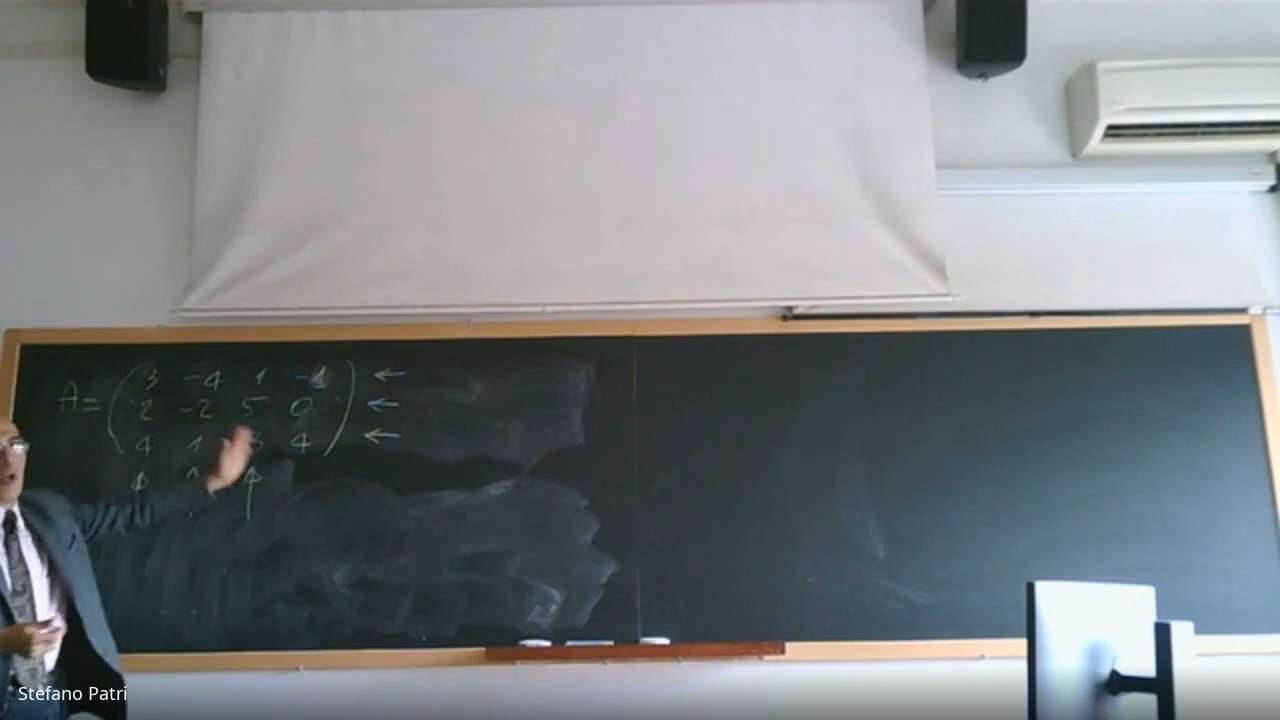 A = ( 3 -4 1 -1 ) ←
2 -2 5 0 ←
4 1 3 4 ←
↑ ↑ ↑
Stefano Patri